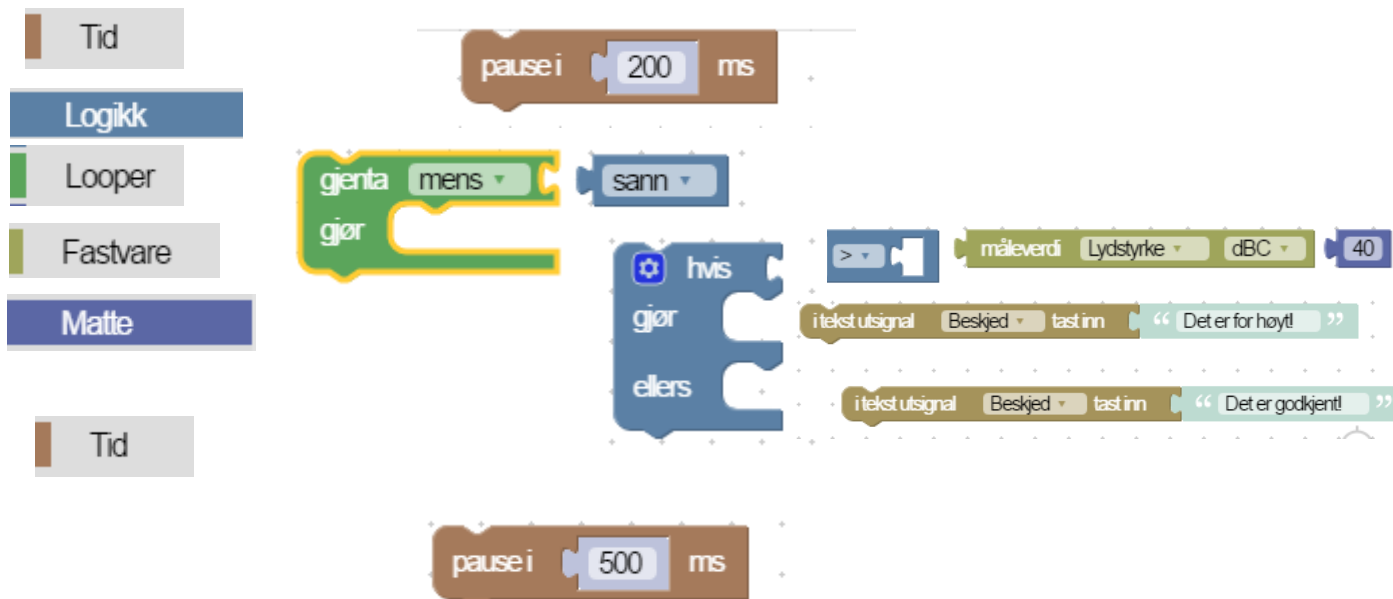 Tid
pause i 200 ms
Logikk
Looper
gjenta mens
sann
gjør
Fastvare
hvis
> måleverdi Lydstyrke dBC 40
Matte
gjør
i tekst utsignal Beskjed tast inn “ Det er for høyt! ”
ellers
i tekst utsignal Beskjed tast inn “ Det er godkjent! ”
Tid
pause i 500 ms